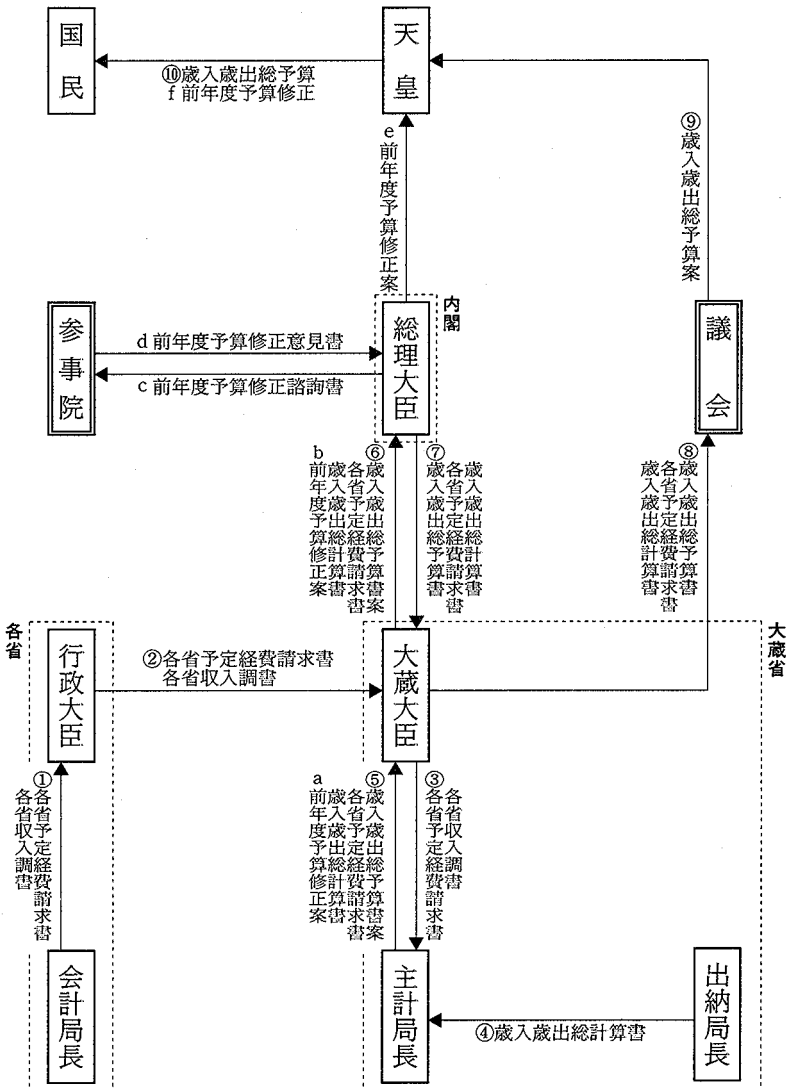 国民
天皇
⑩歳入歳出総予算
f 前年度予算修正
e前年度予算修正案
⑨歳入歳出総予算案
内閣
参事院
d 前年度予算修正意見書
c 前年度予算修正諮詢書
総理大臣
議会
⑥歳入歳出総予算書案
各省予定経費請求書
歳入歳出総計算書
b前年度予算修正案
歳入歳出総計算書
各省予定経費請求書
⑦歳入歳出総予算書
⑧歳入歳出総予算書
各省予定経費請求書
歳入歳出総計算書
各省
大蔵省
行政大臣
②各省予定経費請求書
各省収入調書
大蔵大臣
①各省予定経費請求書
各省収入調書
⑤歳入歳出総予算書案
各省予定経費請求書
歳入歳出総計算書
a前年度予算修正案
各省収入調書
③各省予定経費請求書
会計局長
主計局長
④歳入歳出総計算書
出納局長